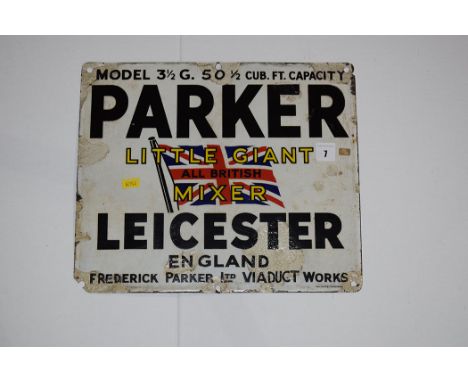 MODEL 3½ G. 50½ CUB. FT. CAPACITY
PARKER
LITTLE GIANT
7
ALL BRITISH
MIXER
LEICESTER
ENGLAND
FREDERICK PARKER LTD VIADUCT WORKS